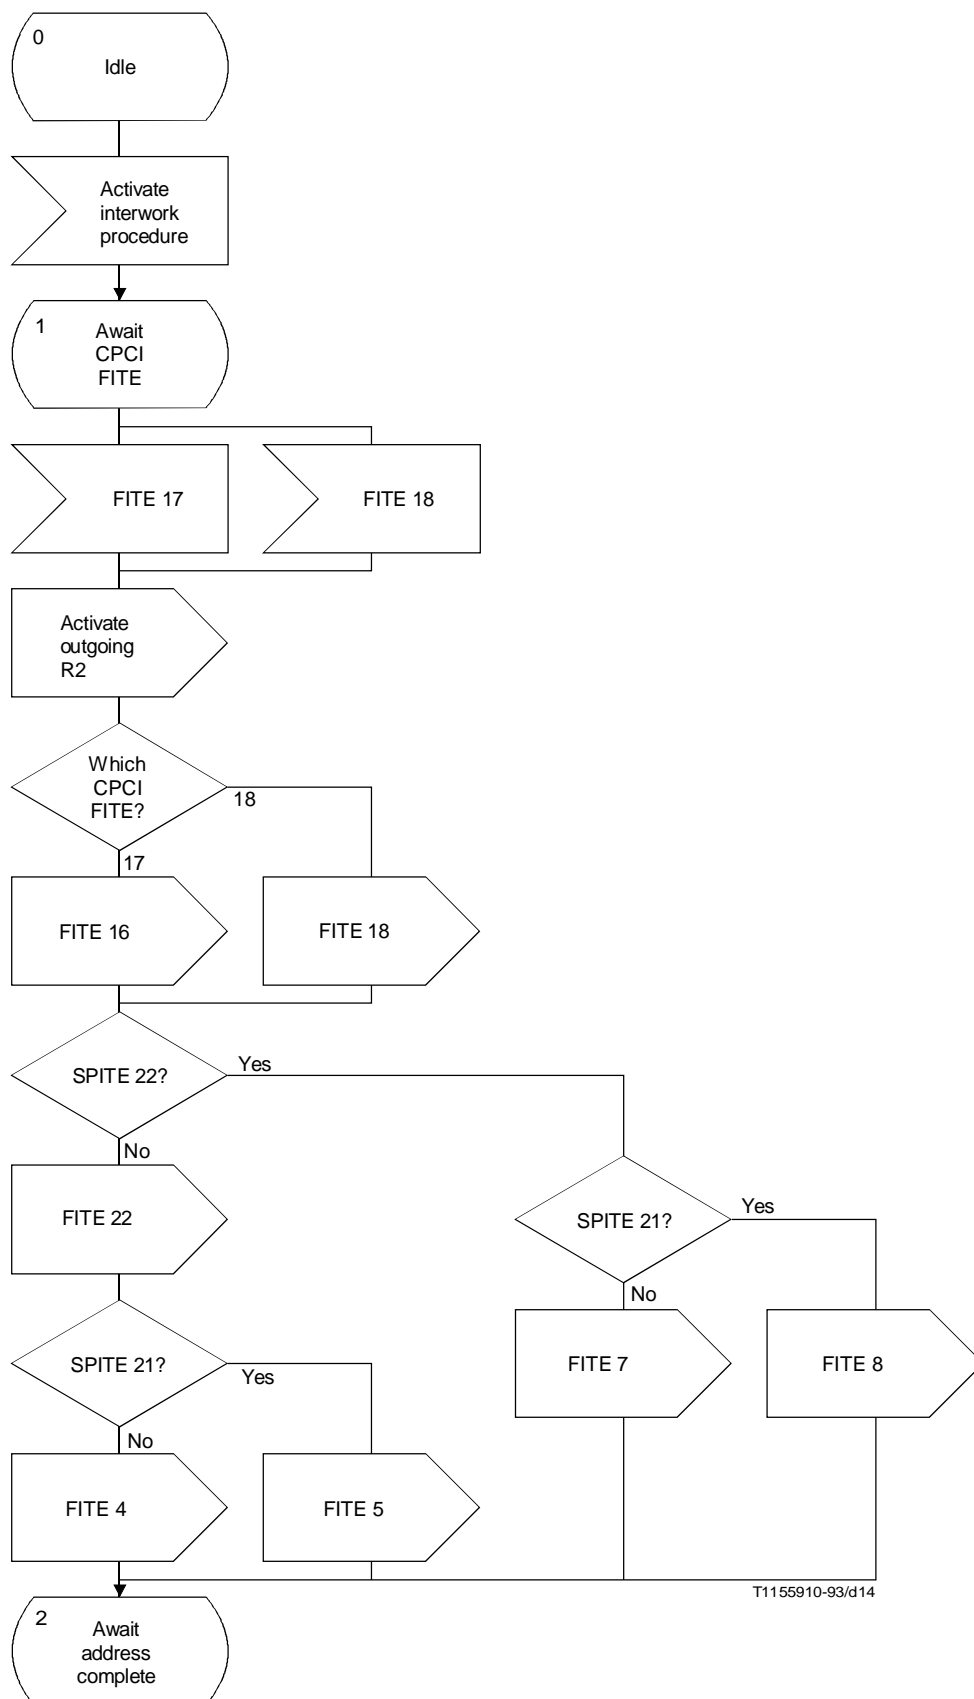 0
Idle
Activate
interwork
procedure
1
Await
CPCI
FITE
FITE 17
FITE 18
Activate
outgoing
R2
Which
CPCI
FITE?
18
17
FITE 16
FITE 18
SPITE 22?
Yes
No
FITE 22
SPITE 21?
Yes
No
FITE 7
FITE 8
SPITE 21?
Yes
No
FITE 4
FITE 5
T1155910-93/d14
2
Await
address
complete